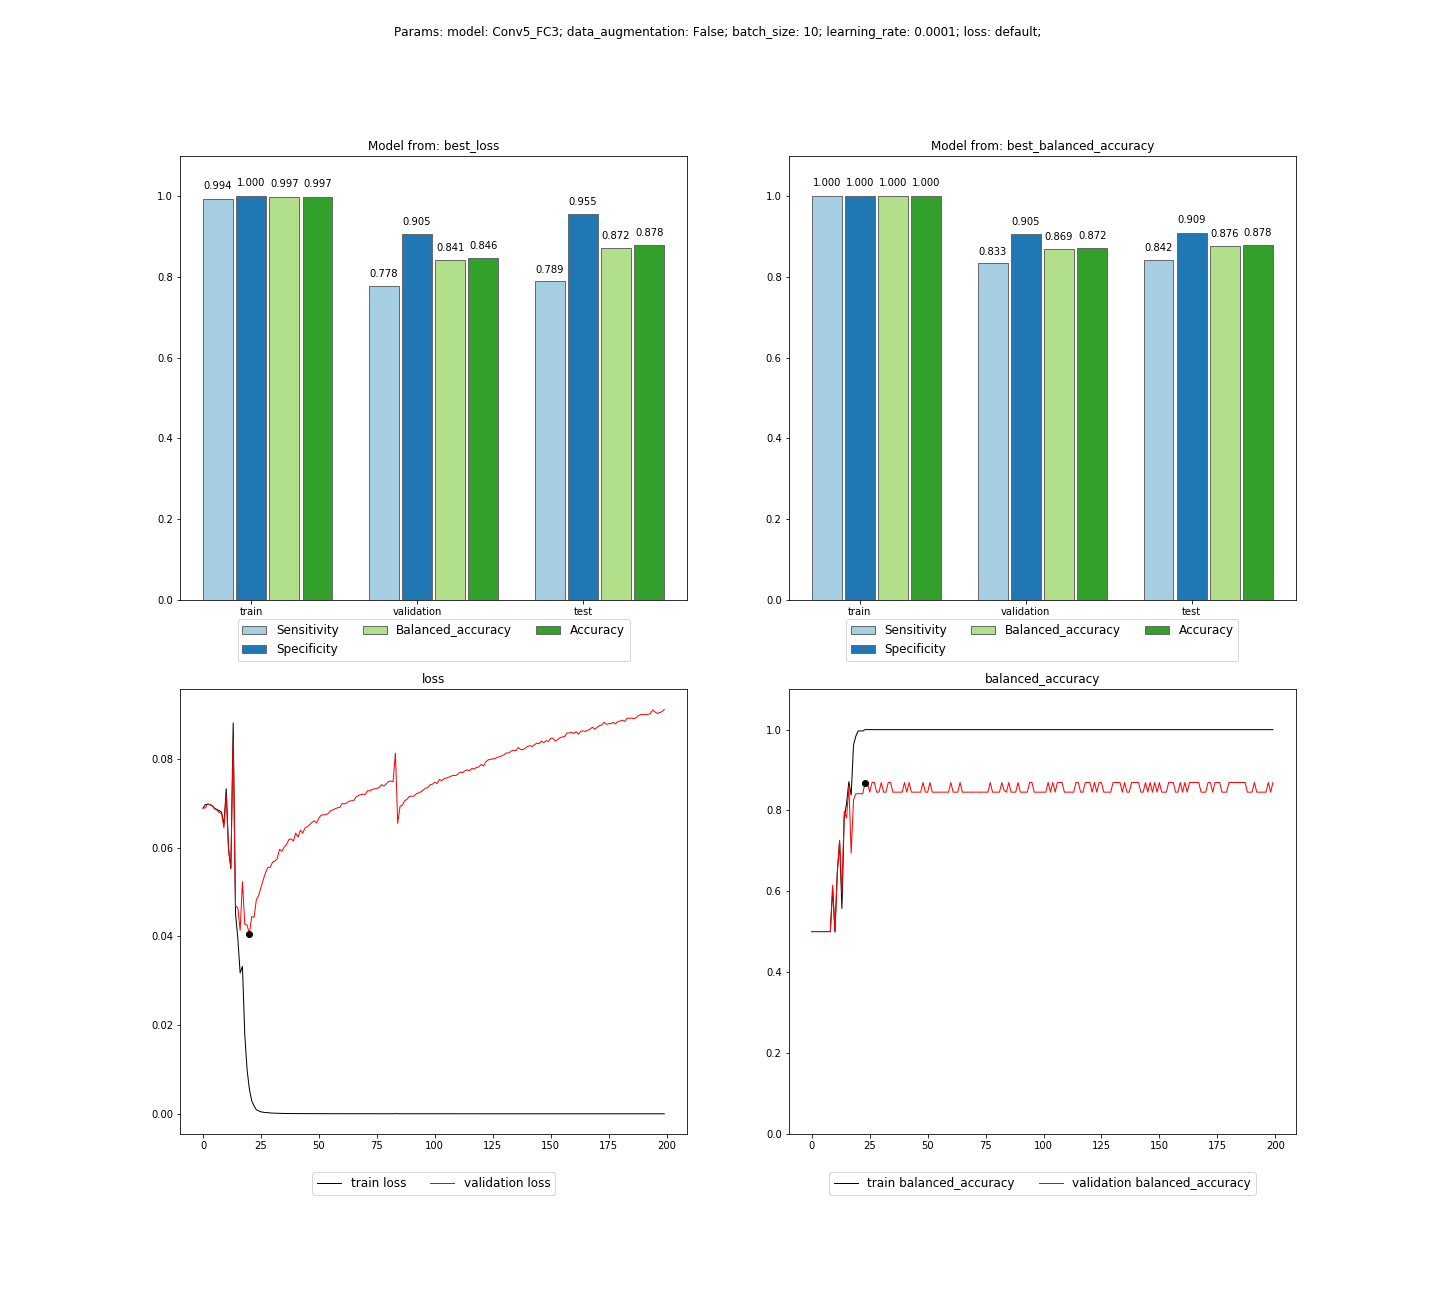 Params: model: Conv5_FC3; data_augmentation: False; batch_size: 10; learning_rate: 0.0001; loss: default;
Model from: best_loss
1.0
0.8
0.6
0.4
0.2
0.0
0.994 1.000 0.997 0.997
0.778 0.905 0.841 0.846
0.789 0.955 0.872 0.878
train validation test
Sensitivity Balanced_accuracy Accuracy
Specificity
Model from: best_balanced_accuracy
1.0
0.8
0.6
0.4
0.2
0.0
1.000 1.000 1.000 1.000
0.833 0.905 0.869 0.872
0.842 0.909 0.876 0.878
train validation test
Sensitivity Balanced_accuracy Accuracy
Specificity
loss
0.08
0.06
0.04
0.02
0.00
0 25 50 75 100 125 150 175 200
train loss validation loss
balanced_accuracy
1.0
0.8
0.6
0.4
0.2
0.0
0 25 50 75 100 125 150 175 200
train balanced_accuracy validation balanced_accuracy